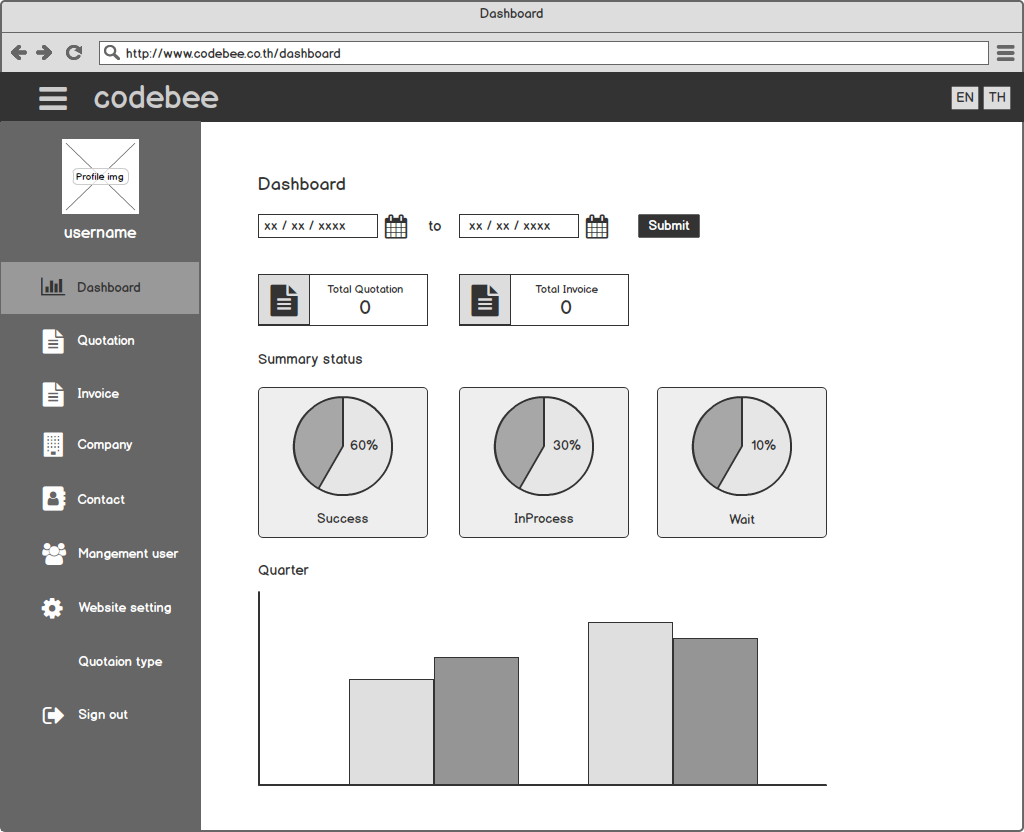 Dashboard
http://www.codebee.co.th/dashboard
codebee
EN TH
Profile img
username
Dashboard
Quotation
Invoice
Company
Contact
Mangement user
Website setting
Quotaion type
Sign out
Dashboard
xx / xx / xxxx to xx / xx / xxxx Submit
Total Quotation
0
Total Invoice
0
Summary status
60%
Success
30%
InProcess
10%
Wait
Quarter